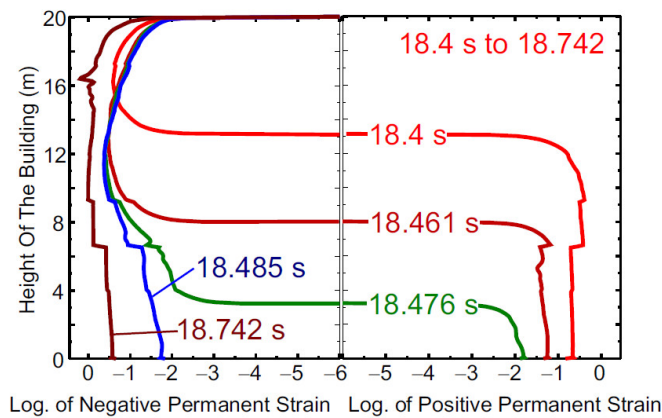 20
16
12
8
4
0
Height Of The Building (m)
18.4 s to 18.742
18.4 s
18.461 s
18.485 s
18.476 s
18.742 s
0 −1 −2 −3 −4 −5 −6 −5 −4 −3 −2 −1 0
Log. of Negative Permanent Strain Log. of Positive Permanent Strain